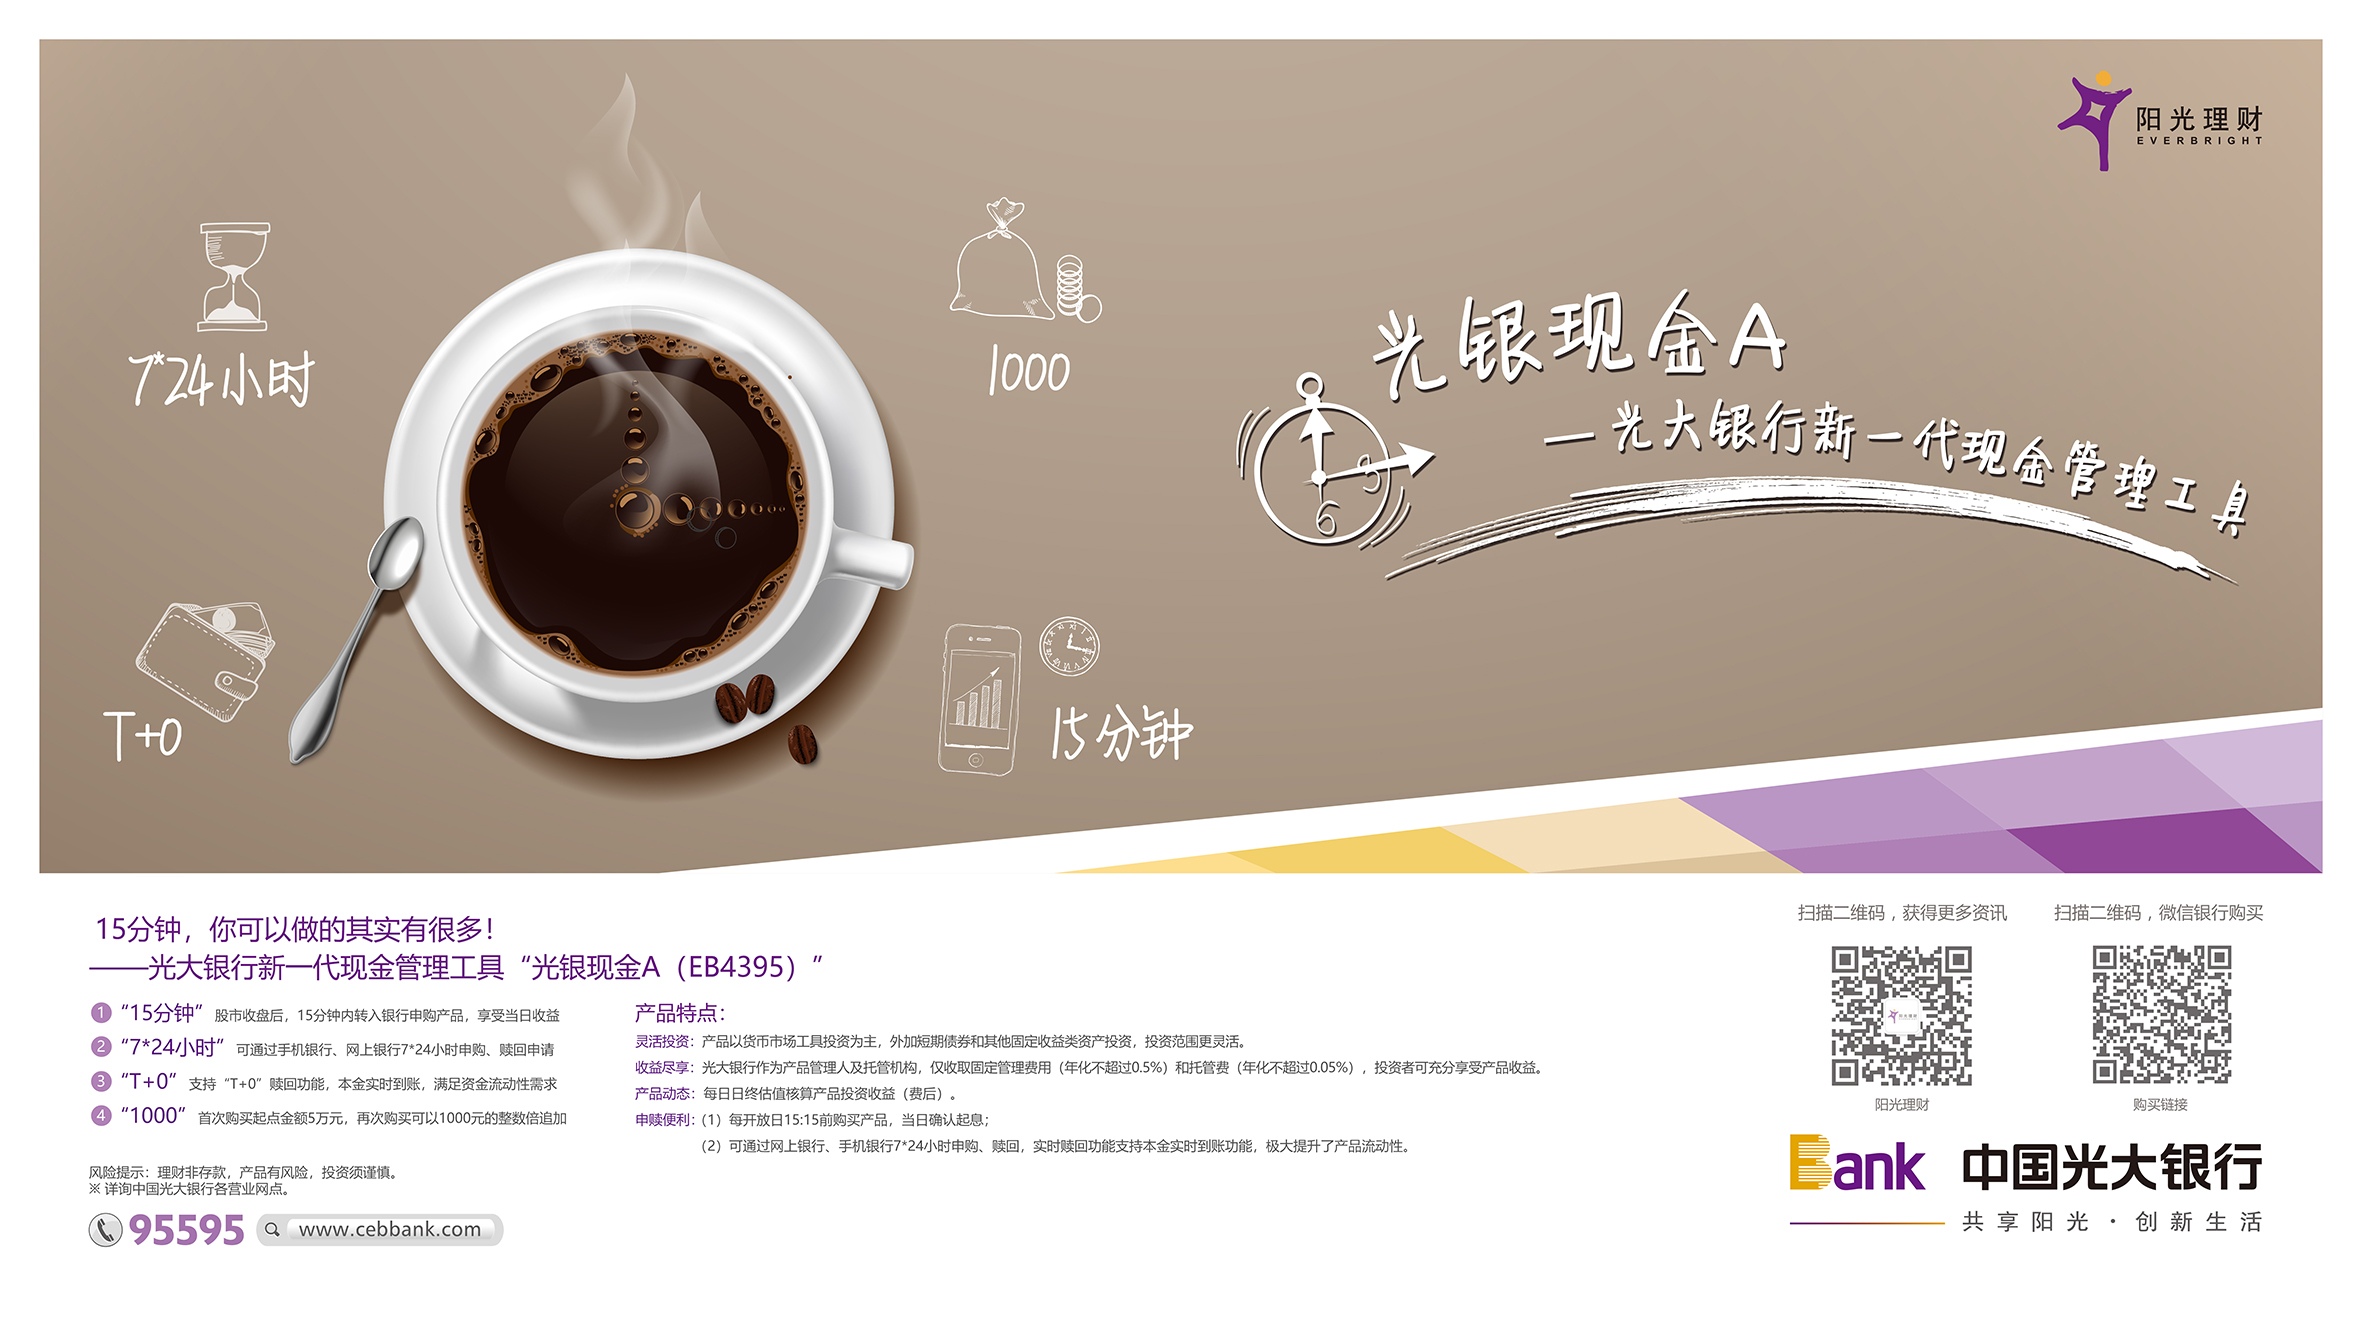 阳光理财
EVERBRIGHT
7*24小时
1000
T+0
15分钟
光银现金A
—光大银行新一代现金管理工具
3
6
15分钟，你可以做的其实有很多！
——光大银行新一代现金管理工具“光银现金A（EB4395）”
1 “15分钟” 股市收盘后，15分钟内转入银行申购产品，享受当日收益
2 “7*24小时” 可通过手机银行、网上银行7*24小时申购、赎回申请
3 “T+0” 支持“T+0”赎回功能，本金实时到账，满足资金流动性需求
4 “1000” 首次购买起点金额5万元，再次购买可以1000元的整数倍追加
产品特点：
灵活投资：产品以货币市场工具投资为主，外加短期债券和其他固定收益类资产投资，投资范围更灵活。
收益尽享：光大银行作为产品管理人及托管机构，仅收取固定管理费用（年化不超过0.5%）和托管费（年化不超过0.05%），投资者可充分享受产品收益。
产品动态：每日日终估值核算产品投资收益（费后）。
申赎便利：（1）每开放日15:15前购买产品，当日确认起息；
（2）可通过网上银行、手机银行7*24小时申购、赎回，实时赎回功能支持本金实时到账功能，极大提升了产品流动性。
风险提示：理财非存款，产品有风险，投资须谨慎。
※ 详询中国光大银行各营业网点。
95595
www.cebbank.com
扫描二维码，获得更多资讯
扫描二维码，微信银行购买
阳光理财
阳光理财
购买链接
Bank 中国光大银行
共享阳光·创新生活